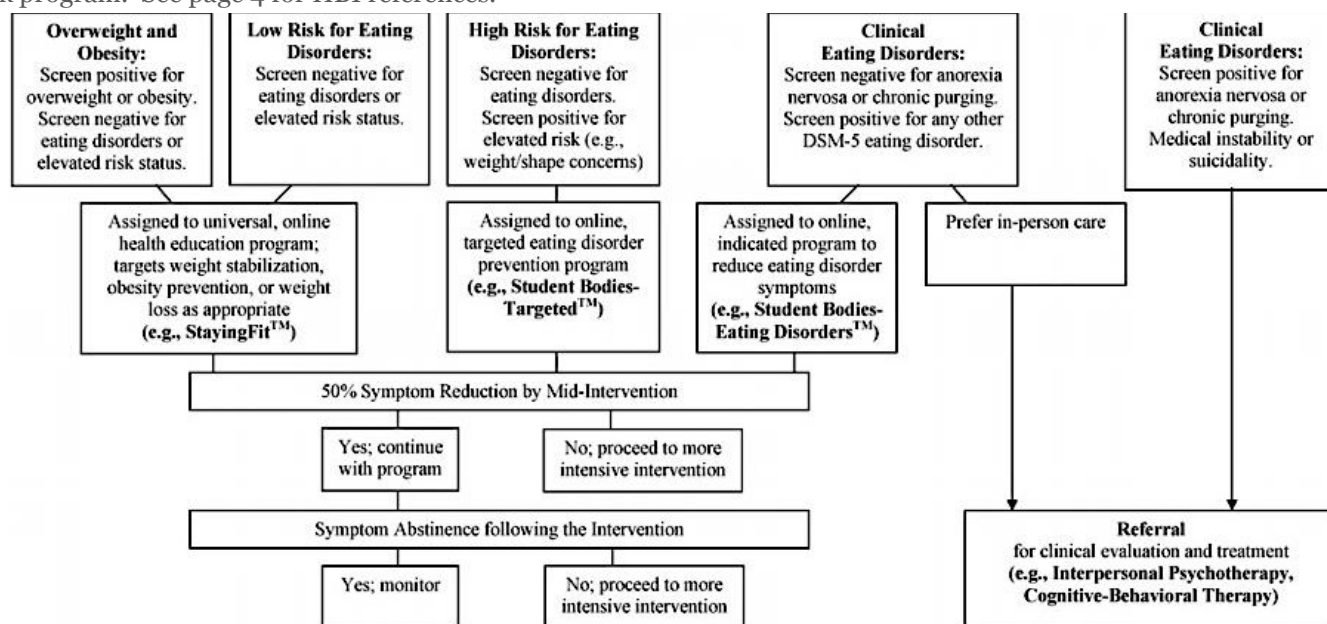 k program. See page 4 for HBI references.
Overweight and
Obesity:
Screen positive for
overweight or obesity.
Screen negative for
eating disorders or
elevated risk status.
Low Risk for Eating
Disorders:
Screen negative for
eating disorders or
elevated risk status.
High Risk for Eating
Disorders:
Screen negative for
eating disorders.
Screen positive for
elevated risk (e.g.,
weight/shape concerns)
Clinical
Eating Disorders:
Screen negative for anorexia
nervosa or chronic purging.
Screen positive for any other
DSM-5 eating disorder.
Clinical
Eating Disorders:
Screen positive for
anorexia nervosa or
chronic purging.
Medical instability or
suicidality.
Assigned to universal, online
health education program;
targets weight stabilization,
obesity prevention, or weight
loss as appropriate
(e.g., StayingFit™)
Assigned to online,
targeted eating disorder
prevention program
(e.g., Student Bodies-
Targeted™)
Assigned to online,
indicated program to
reduce eating disorder
symptoms
(e.g., Student Bodies-
Eating Disorders™)
Prefer in-person care
50% Symptom Reduction by Mid-Intervention
Yes; continue
with program
No; proceed to more
intensive intervention
Symptom Abstinence following the Intervention
Yes; monitor
No; proceed to more
intensive intervention
Referral
for clinical evaluation and treatment
(e.g., Interpersonal Psychotherapy,
Cognitive-Behavioral Therapy)